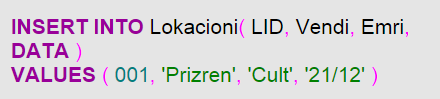 INSERT INTO Lokacioni( LID, Vendi, Emri,
DATA )
VALUES ( 001, 'Prizren', 'Cult', '21/12' )